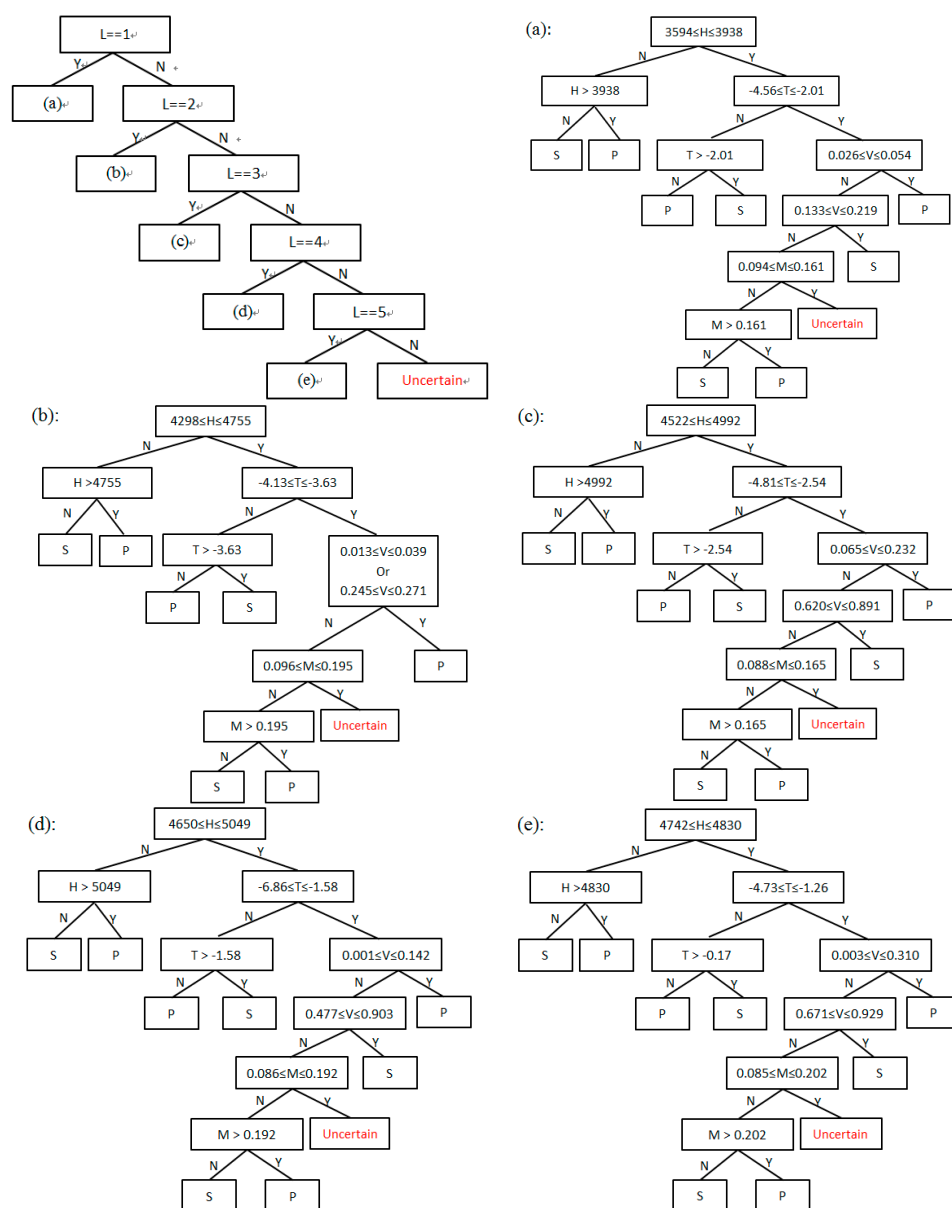 L==1↵
Y↵ N ↵
(a)↵ L==2↵
Y↵ N ↵
(b)↵ L==3↵
Y↵ N
(c)↵ L==4↵
Y↵ N
(d)↵ L==5↵
Y↵ N
(e)↵ Uncertain↵
(a):
3594≤H≤3938
N Y
H > 3938 -4.56≤T≤-2.01
N Y N Y
S P T > -2.01 0.026≤V≤0.054
N Y N Y
P S 0.133≤V≤0.219 P
N Y
0.094≤M≤0.161 S
N Y
M > 0.161 Uncertain
N Y
S P
(b):
4298≤H≤4755
N Y
H >4755 -4.13≤T≤-3.63
N Y N Y
S P T > -3.63 0.013≤V≤0.039
Or
0.245≤V≤0.271
N Y
P S
N Y
0.096≤M≤0.195 P
N Y
M > 0.195 Uncertain
N Y
S P
(c):
4522≤H≤4992
N Y
H >4992 -4.81≤T≤-2.54
N Y N Y
S P T > -2.54 0.065≤V≤0.232
N Y N Y
P S 0.620≤V≤0.891 P
N Y
0.088≤M≤0.165 S
N Y
M > 0.165 Uncertain
N Y
S P
(d):
4650≤H≤5049
N Y
H > 5049 -6.86≤T≤-1.58
N Y N Y
S P T > -1.58 0.001≤V≤0.142
N Y N Y
P S 0.477≤V≤0.903 P
N Y
0.086≤M≤0.192 S
N Y
M > 0.192 Uncertain
N Y
S P
(e):
4742≤H≤4830
N Y
H >4830 -4.73≤T≤-1.26
N Y N Y
S P T > -0.17 0.003≤V≤0.310
N Y N Y
P S 0.671≤V≤0.929 P
N Y
0.085≤M≤0.202 S
N Y
M > 0.202 Uncertain
N Y
S P